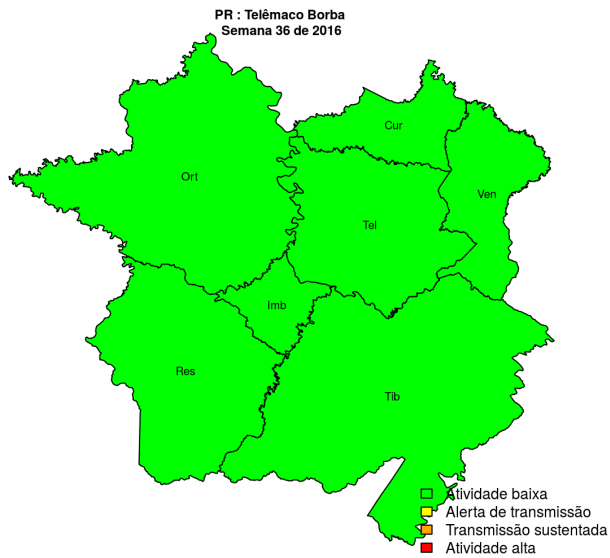 PR : Telêmaco Borba
Semana 36 de 2016
Cur
Ort
Ven
Tel
Imb
Res
Tib
Atividade baixa
Alerta de transmissão
Transmissão sustentada
Atividade alta